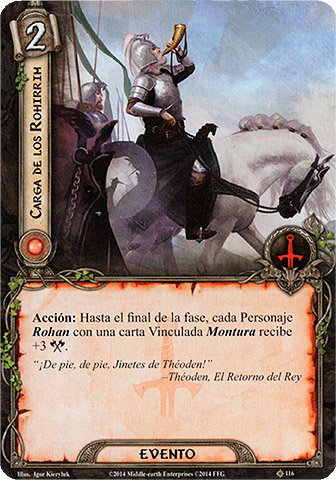 2
CARGA DE LOS ROHIRRIM
Acción: Hasta el final de la fase, cada Personaje
Rohan con una carta Vinculada Montura recibe
+3 .
“¡De pie, de pie, Jinetes de Théoden!”
–Théoden, El Retorno del Rey
EVENTO
Illus. Igor Kieryluk
©2014 Middle-earth Enterprises ©2014 FFG
116